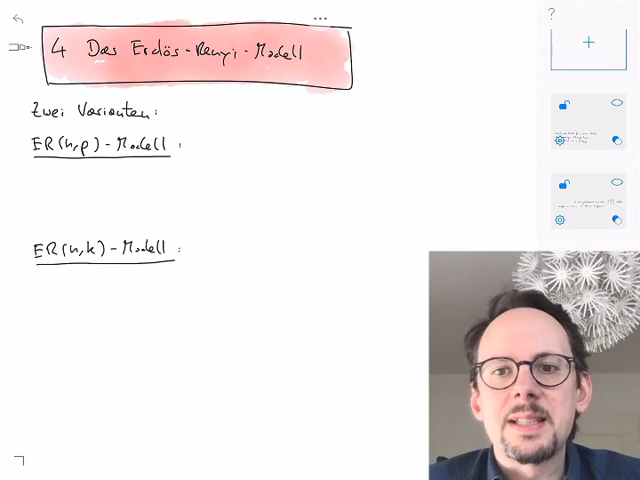 4 Das Erdös-Renyi-Modell
Zwei Varianten:
ER(n,p)-Modell:
ER(n,k)-Modell:
?